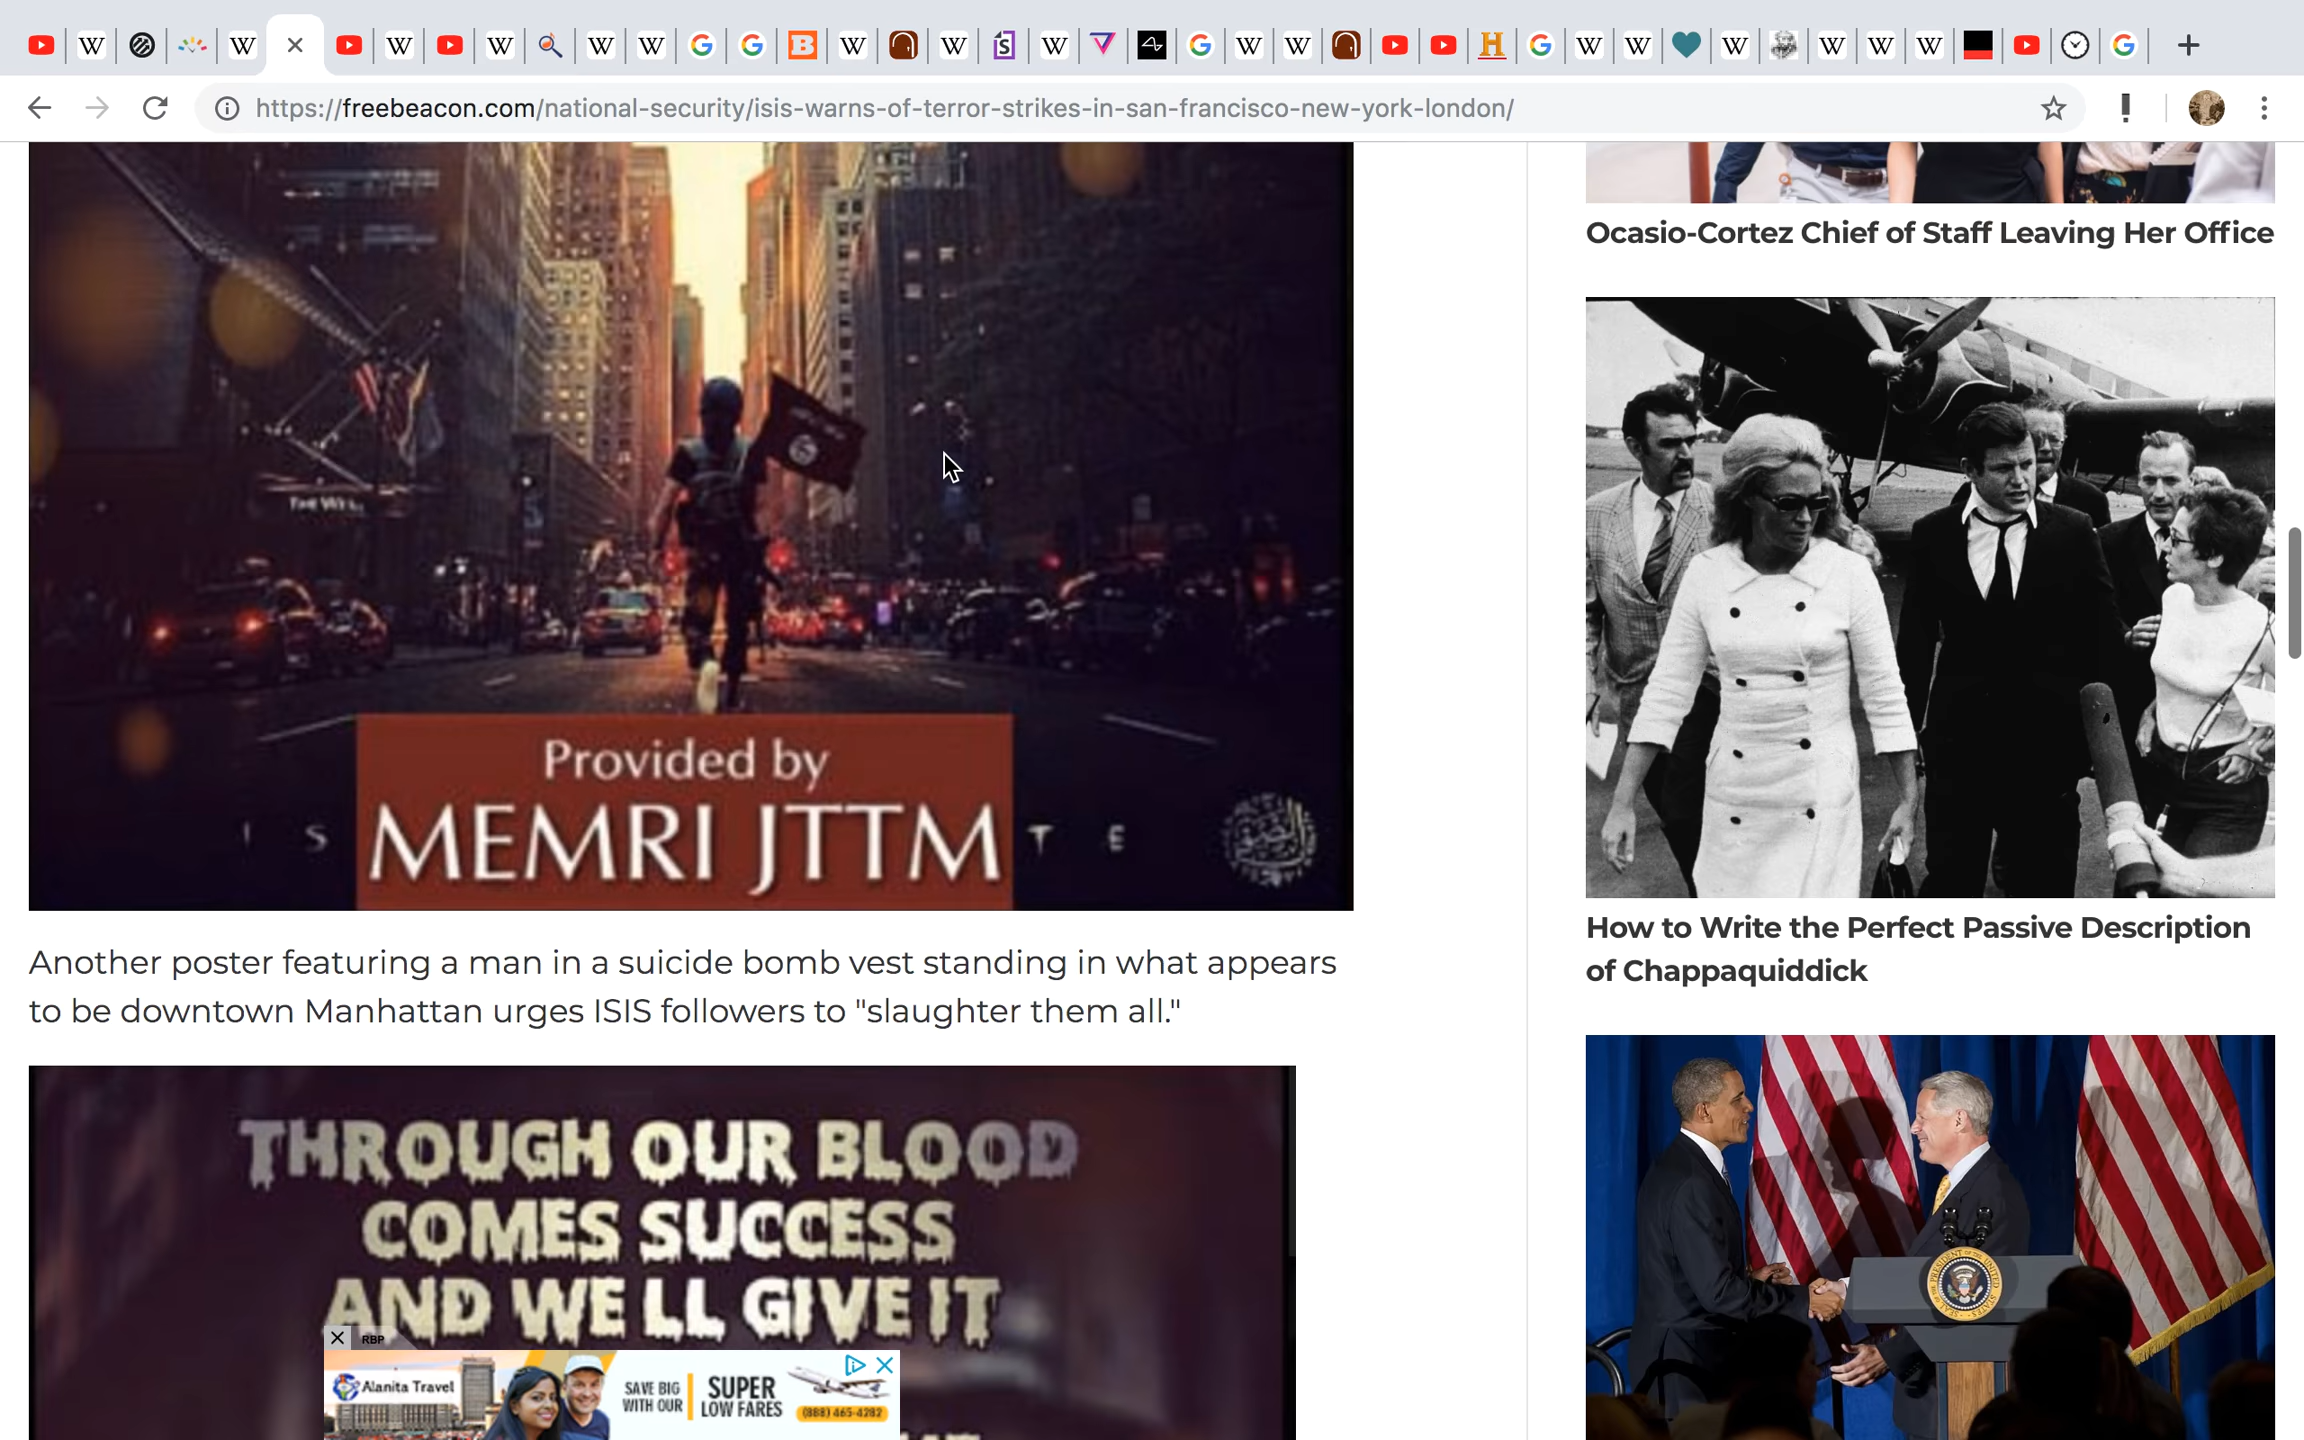 https://freebeacon.com/national-security/isis-warns-of-terror-strikes-in-san-francisco-new-york-london/
Provided by
MEMRI JTTM
I S T E
Another poster featuring a man in a suicide bomb vest standing in what appears
to be downtown Manhattan urges ISIS followers to "slaughter them all."
THROUGH OUR BLOOD
COMES SUCCESS
AND WE LL GIVE IT
RBP
Alanita Travel
SAVE BIG
WITH OUR
SUPER
LOW FARES
(888) 465-4282
Ocasio-Cortez Chief of Staff Leaving Her Office
How to Write the Perfect Passive Description
of Chappaquiddick